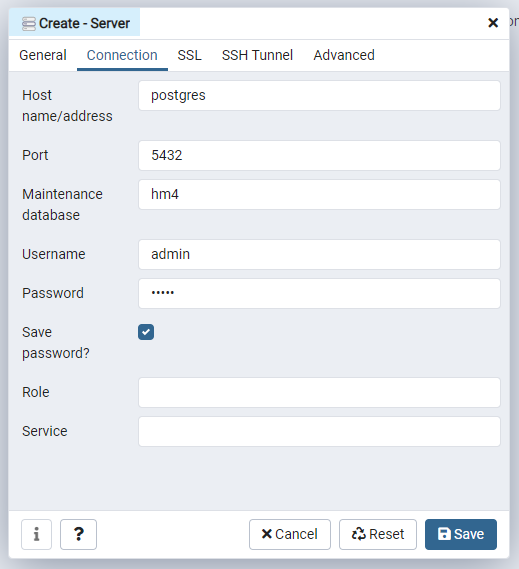 Create - Server
General Connection SSL SSH Tunnel Advanced
Host name/address
postgres
Port
5432
Maintenance database
hm4
Username
admin
Password
•••••
Save password?
Role
Service
i ? Cancel Reset Save